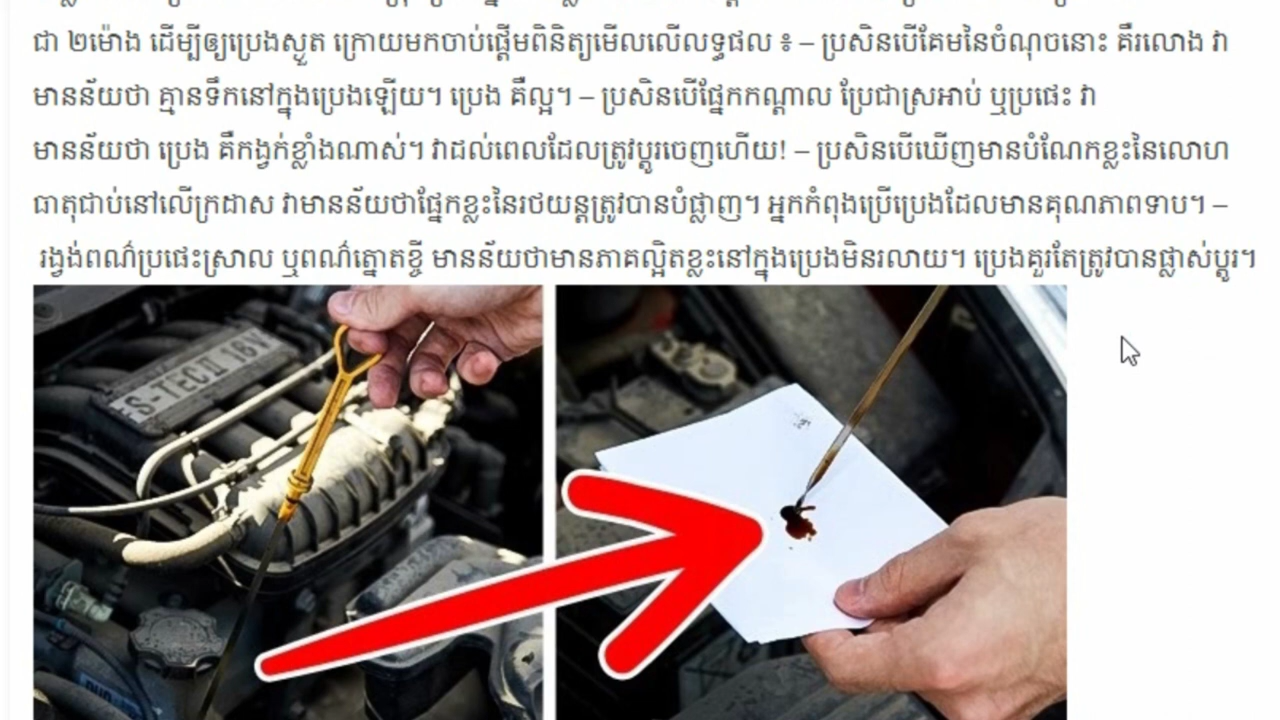 ជា ២ម៉ោង ដើម្បីឲ្យប្រេងស្ងួត ក្រោយមកចាប់ផ្តើមពិនិត្យមើលលើលទ្ធផល ៖ – ប្រសិនបើគែមនៃចំណុចនោះ គឺរលោង វា
មានន័យថា គ្មានទឹកនៅក្នុងប្រេងឡើយ។ ប្រេង គឺល្អ។ – ប្រសិនបើផ្នែកកណ្តាល ប្រែជាស្រអាប់ ឬប្រផេះ វា
មានន័យថា ប្រេង គឺកង្វក់ខ្លាំងណាស់។ វាដល់ពេលដែលត្រូវប្តូរចេញហើយ! – ប្រសិនបើឃើញមានបំណែកខ្លះនៃលោហ
ធាតុជាប់នៅលើក្រដាស វាមានន័យថាផ្នែកខ្លះនៃរថយន្តត្រូវបានបំផ្លាញ។ អ្នកកំពុងប្រើប្រេងដែលមានគុណភាពទាប។ –
រង្វង់ពណ៌ប្រផេះស្រាល ឬពណ៌ត្នោតខ្ចី មានន័យថាមានភាគល្អិតខ្លះនៅក្នុងប្រេងមិនរលាយ។ ប្រេងគួរតែត្រូវបានផ្លាស់ប្តូរ។
S-TECII 16V